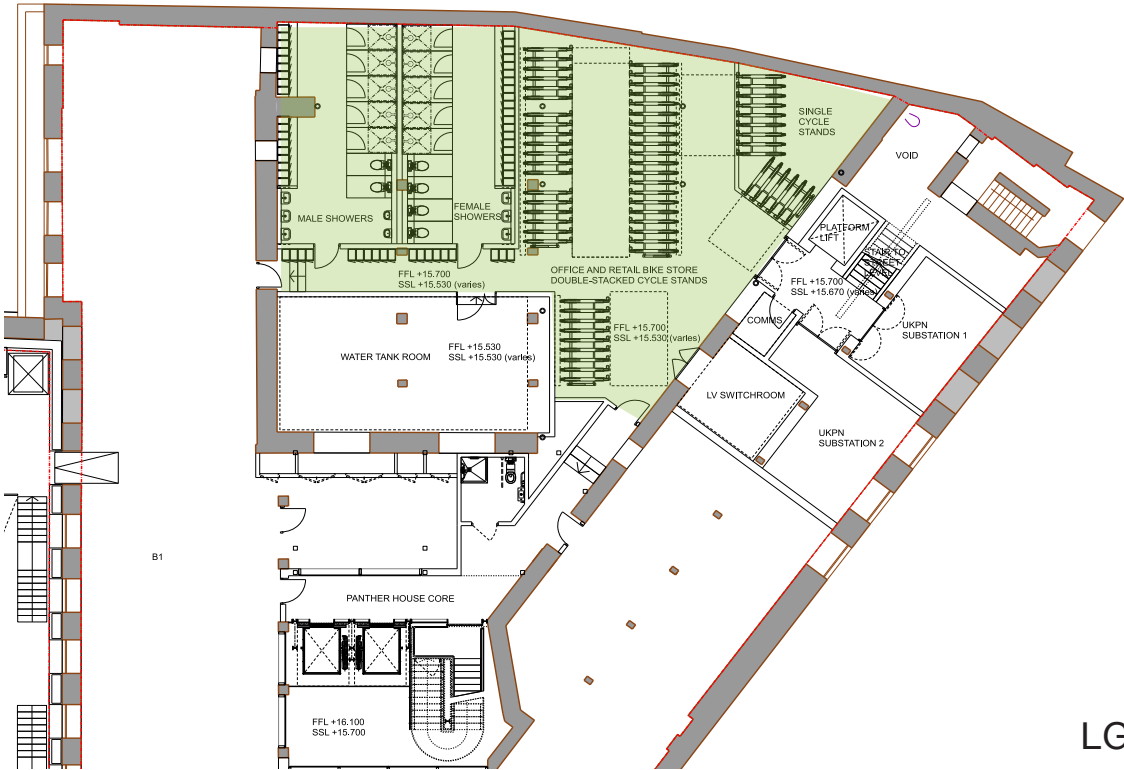 SINGLE
CYCLE
STANDS
VOID
MALE SHOWERS
FEMALE
SHOWERS
PLATFORM
LIFT
STAIR TO
STREET
LEVEL
FFL +15.700
SSL +15.530 (varies)
OFFICE AND RETAIL BIKE STORE
DOUBLE-STACKED CYCLE STANDS
FFL +15.700
SSL +15.670 (varies)
COMMS
UKPN
SUBSTATION 1
FFL +15.700
SSL +15.530 (varies)
WATER TANK ROOM
FFL +15.530
SSL +15.530 (varies)
LV SWITCHROOM
UKPN
SUBSTATION 2
B1
PANTHER HOUSE CORE
FFL +16.100
SSL +15.700
LG